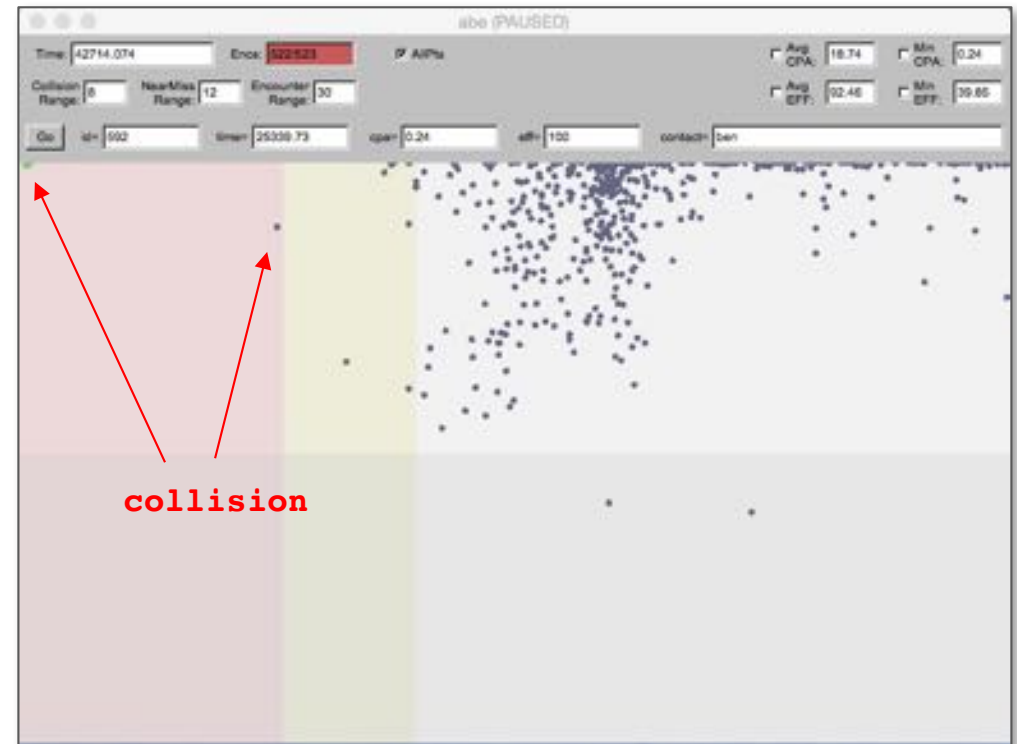 abe (PAUSED)
Time: 42714.074 Encs: 522/523 AllPts Avg CPA: 18.74 Min CPA: 0.24
Collision Range: 8 NearMiss Range: 12 Encounter Range: 30 Avg EFF: 92.46 Min EFF: 39.85
Go id= 592 time= 25339.73 cpa= 0.24 eff= 100 contact= ben
collision